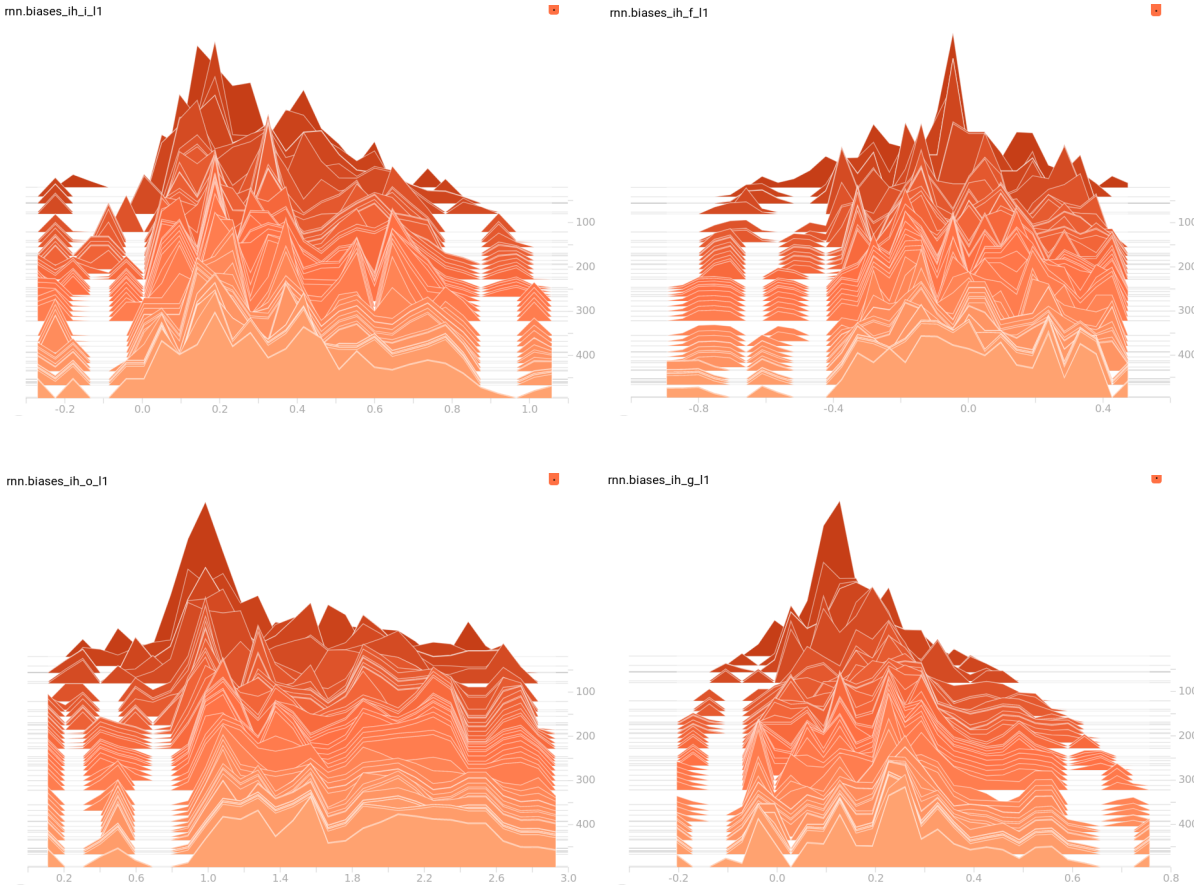 rnn.biases_ih_i_l1
100
200
300
400
-0.2 0.0 0.2 0.4 0.6 0.8 1.0
rnn.biases_ih_f_l1
100
200
300
400
-0.8 -0.4 0.0 0.4
rnn.biases_ih_o_l1
100
200
300
400
0.2 0.6 1.0 1.4 1.8 2.2 2.6 3.0
rnn.biases_ih_g_l1
100
200
300
400
-0.2 0.0 0.2 0.4 0.6 0.8